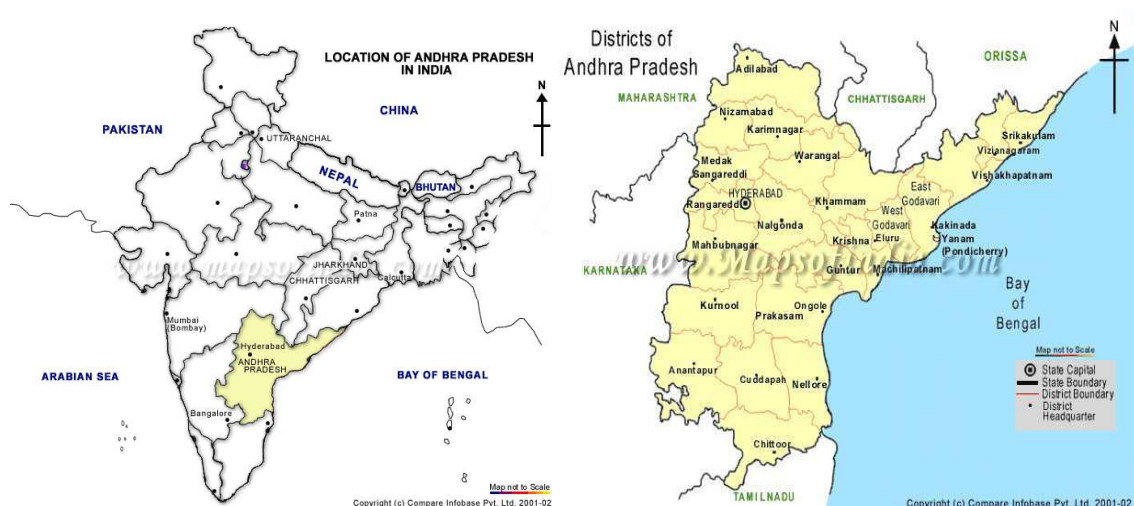 LOCATION OF ANDHRA PRADESH
IN INDIA
N
CHINA
PAKISTAN
UTTARANCHAL
NEPAL
BHUTAN
Patna
JHARKHAND
www.mapsofindia.com
CHHATTISGARH
Calcutta
Mumbai
(Bombay)
Hyderabad
ANDHRA
PRADESH
ARABIAN SEA
BAY OF BENGAL
Bangalore
Map not to Scale
Copyright (c) Compare Infobase Pvt. Ltd. 2001-02
Districts of
Andhra Pradesh
N
ORISSA
Adilabad
MAHARASHTRA
CHHATTISGARH
Nizamabad
Karimnagar
Srikakulam
Vizianagaram
Warangal
Medak
Sangareddi
Vishakhapatnam
HYDERABAD
East
Godavari
Rangareddi
Khammam
West
Godavari
Nalgonda
Kakinada
Mahbubnagar
Krishna
Eluru
Yanam
(Pondicherry)
www.Mapsofindia.com
KARNATAKA
Guntur
Machilipatnam
Bay
of
Bengal
Kurnool
Ongole
Prakasam
Map not to Scale
State Capital
State Boundary
District Boundary
District
Headquarter
Anantapur
Cuddapah
Nellore
Chittoor
TAMILNADU
Copyright (c) Compare Infobase Pvt. Ltd. 2001-02